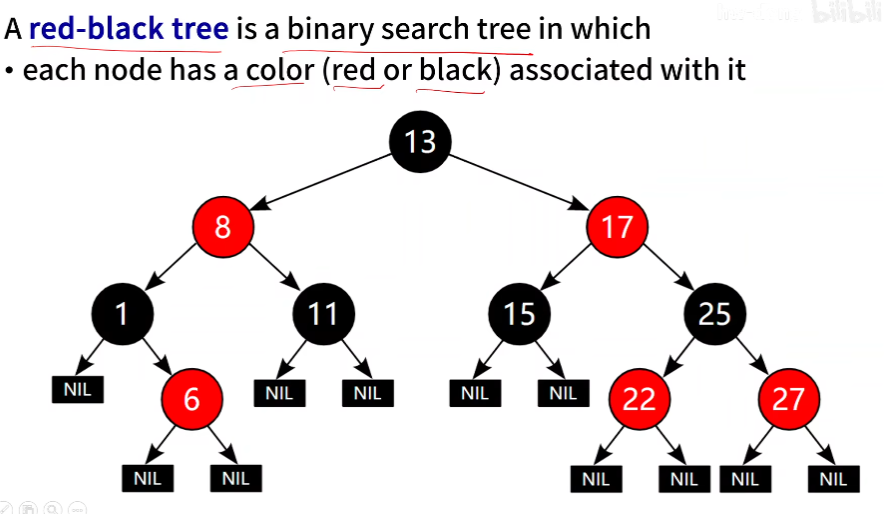 A red-black tree is a binary search tree in which
• each node has a color (red or black) associated with it
13
8 17
1 11 15 25
NIL 6 NIL NIL NIL NIL 22 27
NIL NIL NIL NIL NIL NIL
bilibili